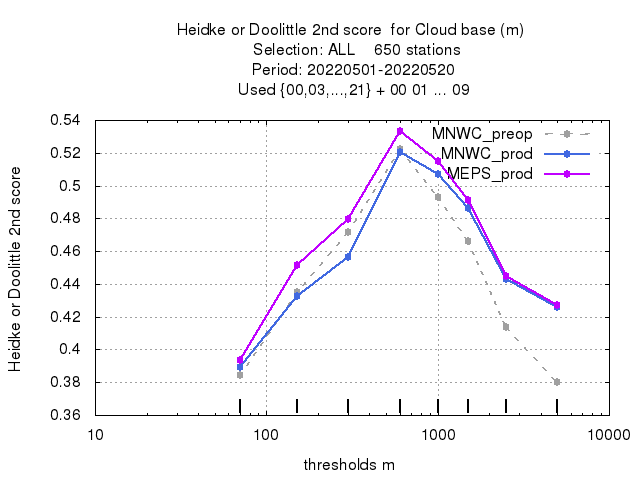 Heidke or Doolittle 2nd score  for Cloud base (m)
Selection: ALL    650 stations
Period: 20220501-20220520
Used {00,03,...,21} + 00 01 ... 09
MNWC_preop
MNWC_prod
MEPS_prod
Heidke or Doolittle 2nd score
0.54
0.52
0.5
0.48
0.46
0.44
0.42
0.4
0.38
0.36
10
100
1000
10000
thresholds m